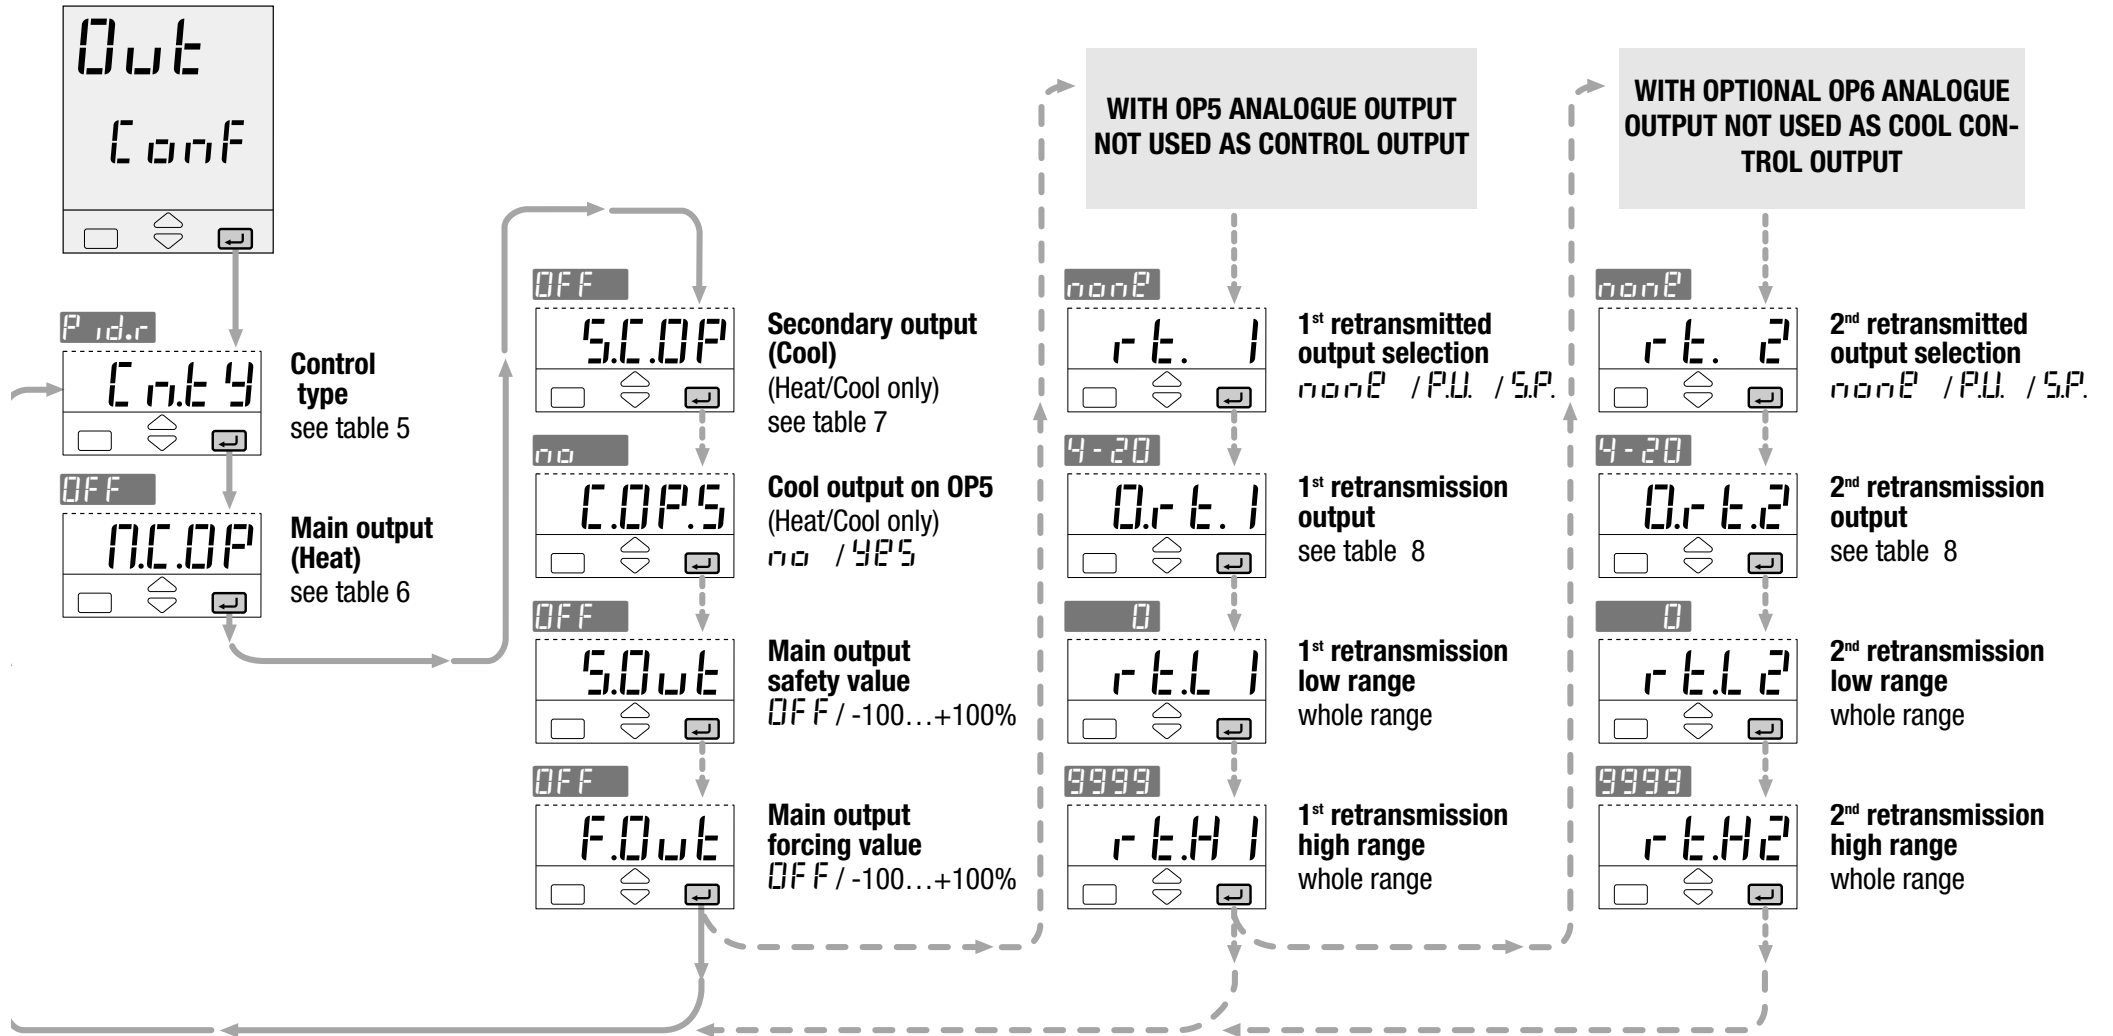 Out
ConF
Pid.r
Cn.tY
Control
type
see table 5
OFF
M.C.OP
Main output
(Heat)
see table 6
OFF
S.C.OP
Secondary output
(Cool)
(Heat/Cool only)
see table 7
no
C.OP.5
Cool output on OP5
(Heat/Cool only)
no / YES
OFF
S.Out
Main output
safety value
OFF / -100…+100%
OFF
F.Out
Main output
forcing value
OFF / -100…+100%
WITH OP5 ANALOGUE OUTPUT
NOT USED AS CONTROL OUTPUT
nonE
rt. 1
1st retransmitted
output selection
nonE / P.U. / S.P.
4-20
O.rt.1
1st retransmission
output
see table 8
0
rt.L 1
1st retransmission
low range
whole range
9999
rt.H 1
1st retransmission
high range
whole range
WITH OPTIONAL OP6 ANALOGUE
OUTPUT NOT USED AS COOL CON-
TROL OUTPUT
nonE
rt. 2
2nd retransmitted
output selection
nonE / P.U. / S.P.
4-20
O.rt.2
2nd retransmission
output
see table 8
0
rt.L 2
2nd retransmission
low range
whole range
9999
rt.H2
2nd retransmission
high range
whole range